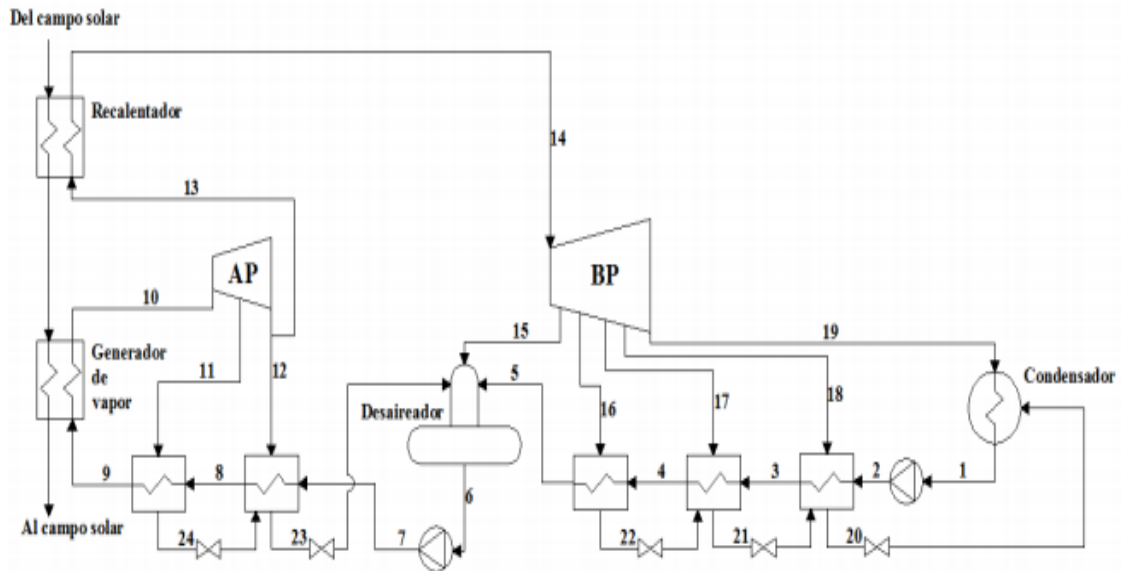 Del campo solar
Recalentador
14
13
AP
BP
10
15
19
Generador
de
vapor
11
12
5
Condensador
Desaireador
16
17
18
9
8
6
4
3
2
1
Al campo solar
24
23
7
22
21
20